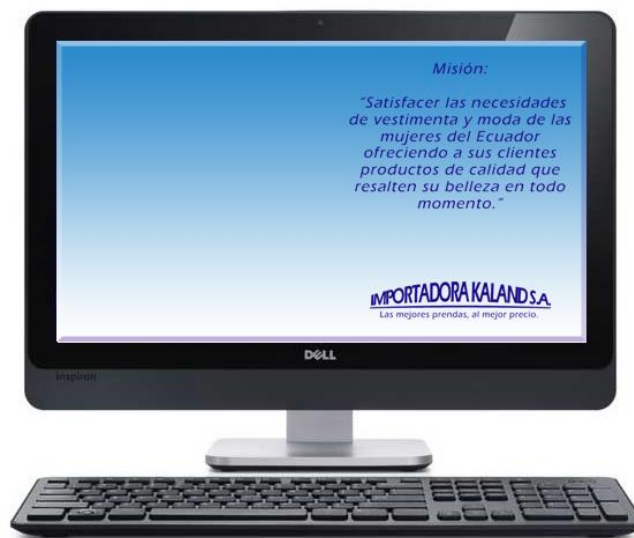 Misión:
"Satisfacer las necesidades
de vestimenta y moda de las
mujeres del Ecuador
ofreciendo a sus clientes
productos de calidad que
resalten su belleza en todo
momento."
IMPORTADORA KALAND S.A.
Las mejores prendas, al mejor precio.
DELL
inspiron